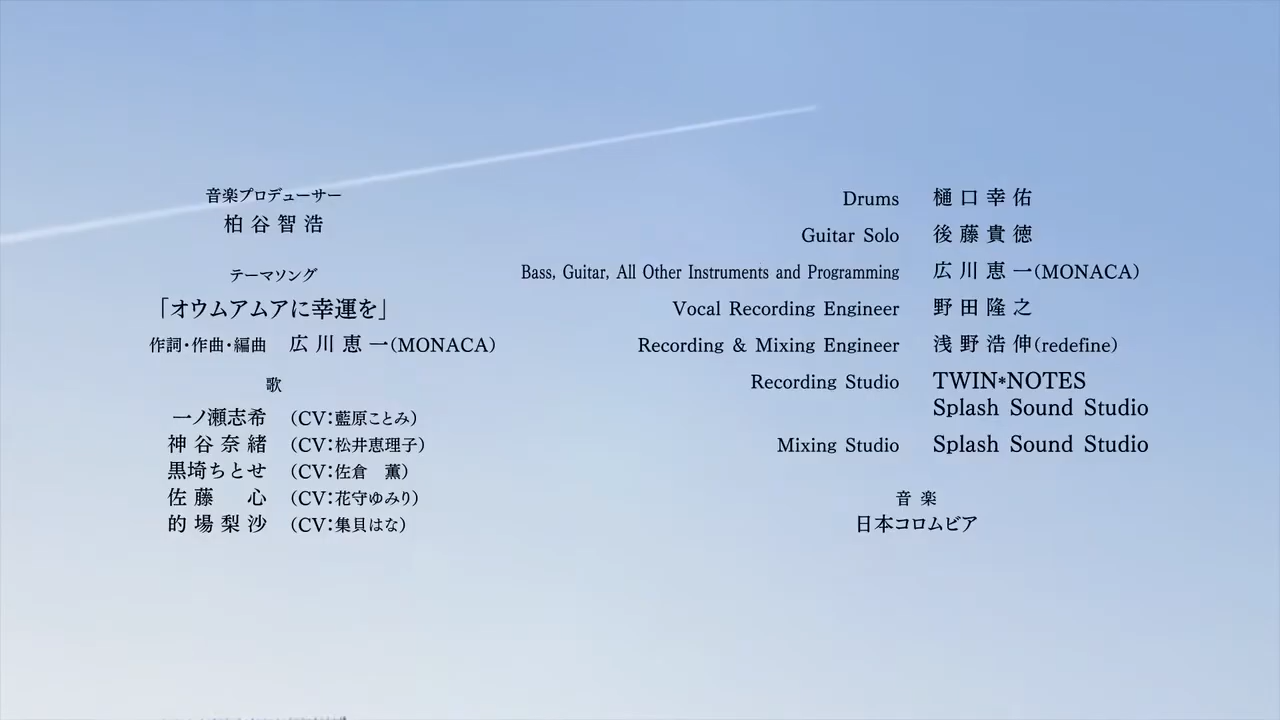 音楽プロデューサー
柏谷智浩
テーマソング
「オウムアムアに幸運を」
作詞・作曲・編曲 広川恵一(MONACA)
歌
一ノ瀬志希 (CV:藍原ことみ)
神谷奈緒 (CV:松井恵理子)
黒埼ちとせ (CV:佐倉 薫)
佐藤 心 (CV:花守ゆみり)
的場梨沙 (CV:集貝はな)
Drums 樋口幸佑
Guitar Solo 後藤貴徳
Bass, Guitar, All Other Instruments and Programming 広川恵一(MONACA)
Vocal Recording Engineer 野田隆之
Recording & Mixing Engineer 浅野浩伸(redefine)
Recording Studio TWIN*NOTES
Splash Sound Studio
Mixing Studio Splash Sound Studio
音楽
日本コロムビア